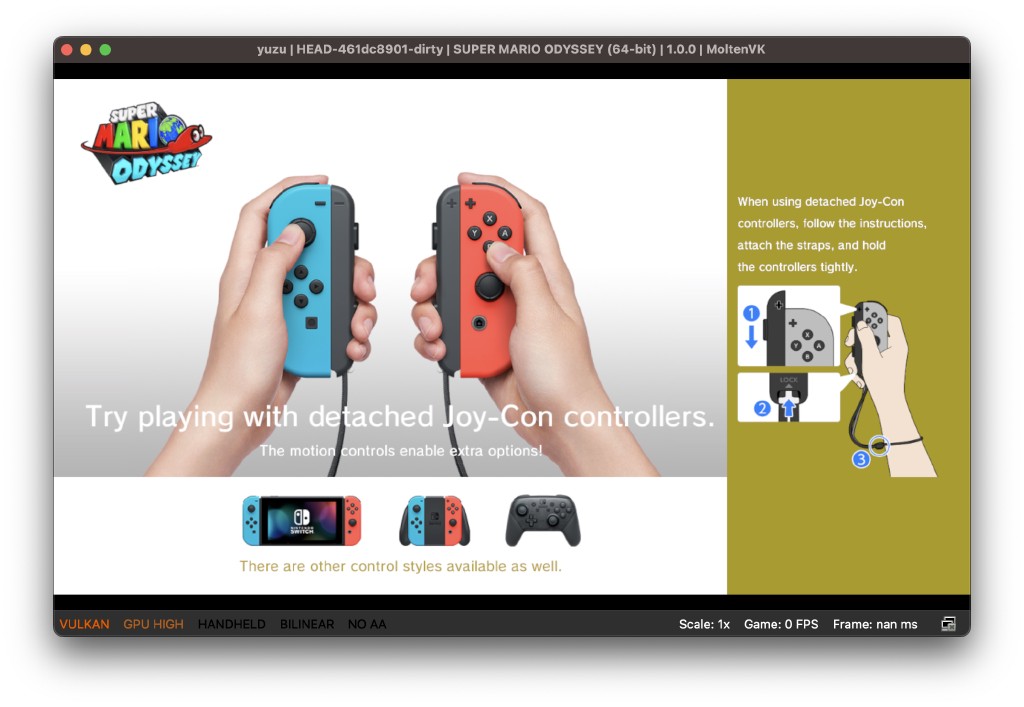 yuzu | HEAD-461dc8901-dirty | SUPER MARIO ODYSSEY (64-bit) | 1.0.0 | MoltenVK
SUPER
MARIO
ODYSSEY
X
Y
A
Try playing with detached Joy-Con controllers.
The motion controls enable extra options!
NINTENDO
SWITCH
There are other control styles available as well.
When using detached Joy-Con
controllers, follow the instructions,
attach the straps, and hold
the controllers tightly.
1
X
Y
A
B
LOCK
2
3
VULKAN GPU HIGH HANDHELD BILINEAR NO AA Scale: 1x Game: 0 FPS Frame: nan ms